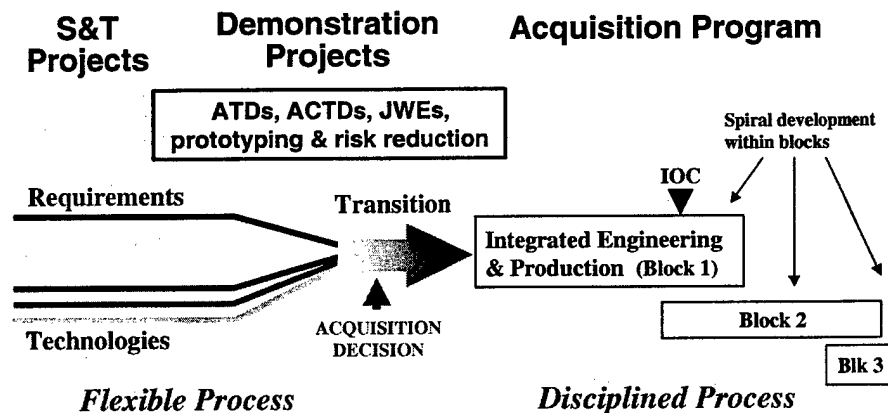 S&T
Projects
Demonstration
Projects
Acquisition Program
ATDs, ACTDs, JWEs,
prototyping & risk reduction
Spiral development
within blocks
IOC
Requirements
Transition
Integrated Engineering
& Production (Block 1)
Technologies
ACQUISITION
DECISION
Block 2
Blk 3
Flexible Process
Disciplined Process